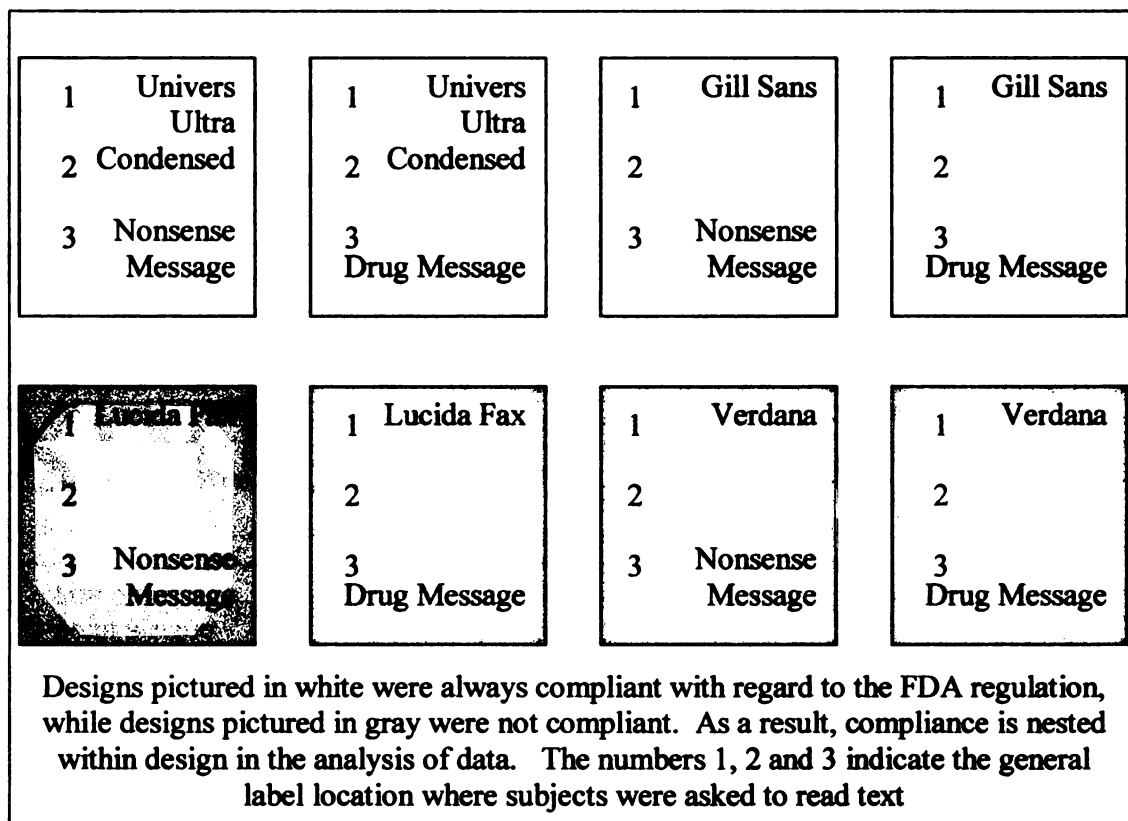 1 Univers
Ultra
2 Condensed
3 Nonsense
Message
1 Univers
Ultra
2 Condensed
3
Drug Message
1 Gill Sans
2
3 Nonsense
Message
1 Gill Sans
2
3
Drug Message
1 Lucida Fax
2
3 Nonsense
Message
1 Lucida Fax
2
3
Drug Message
1 Verdana
2
3 Nonsense
Message
1 Verdana
2
3
Drug Message
Designs pictured in white were always compliant with regard to the FDA regulation,
while designs pictured in gray were not compliant. As a result, compliance is nested
within design in the analysis of data. The numbers 1, 2 and 3 indicate the general
label location where subjects were asked to read text